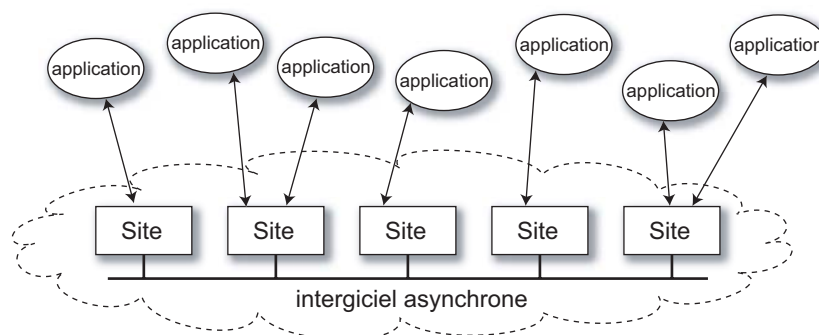 application
application
application
application
application
application
application
Site
Site
Site
Site
Site
intergiciel asynchrone